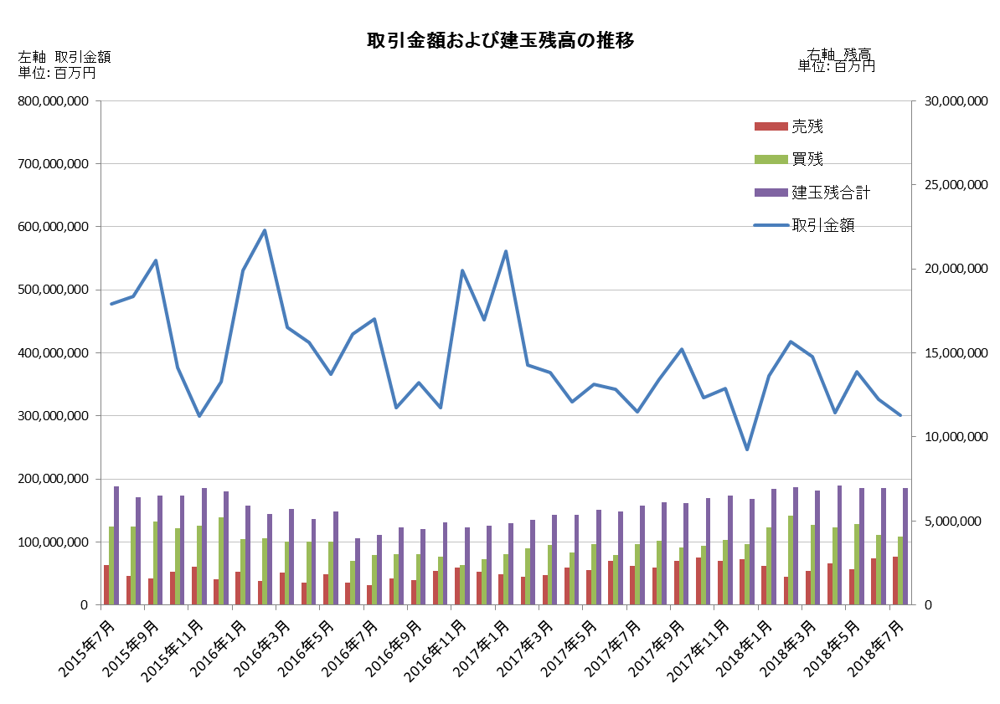 取引金額および建玉残高の推移
左軸　取引金額
単位：百万円
右軸　残高
単位：百万円
800,000,000
700,000,000
600,000,000
500,000,000
400,000,000
300,000,000
200,000,000
100,000,000
0
30,000,000
25,000,000
20,000,000
15,000,000
10,000,000
5,000,000
0
売残
買残
建玉残合計
取引金額
2015年7月
2015年9月
2015年11月
2016年1月
2016年3月
2016年5月
2016年7月
2016年9月
2016年11月
2017年1月
2017年3月
2017年5月
2017年7月
2017年9月
2017年11月
2018年1月
2018年3月
2018年5月
2018年7月